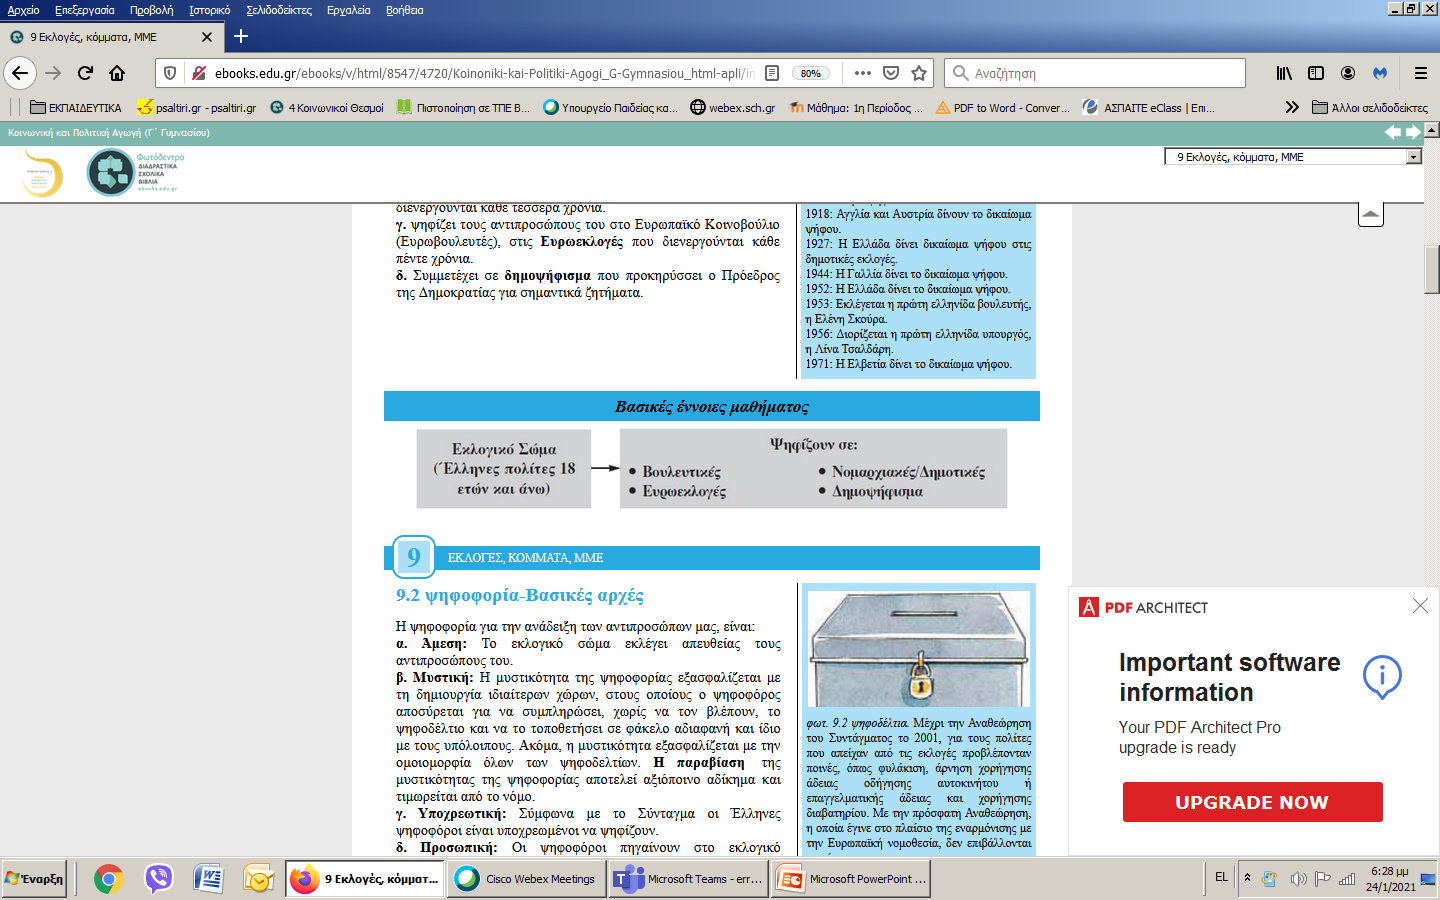 Αρχείο Επεξεργασία Προβολή Ιστορικό Σελιδοδείκτες Εργαλεία Βοήθεια
9 Εκλογές, κόμματα, ΜΜΕ
ebooks.edu.gr/ebooks/v/html/8547/4720/Koinoniki-kai-Politiki-Agogi_G-Gymnasiou_html-apli/in
80%
Αναζήτηση
ΕΚΠΑΙΔΕΥΤΙΚΑ
psaltiri.gr - psaltiri.gr
4 Κοινωνικοί Θεσμοί
Πιστοποίηση σε ΤΠΕ Β...
Υπουργείο Παιδείας κα...
webex.sch.gr
Μάθημα: 1η Περίοδος ...
PDF to Word - Conver...
ΑΣΠΑΙΤΕ eClass | Επι...
Άλλοι σελιδοδείκτες
Κοινωνική και Πολιτική Αγωγή (Γ΄ Γυμνασίου)
Φωτόδεντρο
ΔΙΑΔΡΑΣΤΙΚΑ
ΣΧΟΛΙΚΑ
ΒΙΒΛΙΑ
ebooks.edu.gr
9 Εκλογές, κόμματα, ΜΜΕ
διενεργούνται κάθε τέσσερα χρόνια.
γ. ψηφίζει τους αντιπροσώπους του στο Ευρωπαϊκό Κοινοβούλιο
(Ευρωβουλευτές), στις Ευρωεκλογές που διενεργούνται κάθε
πέντε χρόνια.
δ. Συμμετέχει σε δημοψήφισμα που προκηρύσσει ο Πρόεδρος
της Δημοκρατίας για σημαντικά ζητήματα.
1918: Αγγλία και Αυστρία δίνουν το δικαίωμα
ψήφου.
1927: Η Ελλάδα δίνει δικαίωμα ψήφου στις
δημοτικές εκλογές.
1944: Η Γαλλία δίνει το δικαίωμα ψήφου.
1952: Η Ελλάδα δίνει το δικαίωμα ψήφου.
1953: Εκλέγεται η πρώτη ελληνίδα βουλευτής,
η Ελένη Σκούρα.
1956: Διορίζεται η πρώτη ελληνίδα υπουργός,
η Λίνα Τσαλδάρη.
1971: Η Ελβετία δίνει το δικαίωμα ψήφου.
Βασικές έννοιες μαθήματος
Εκλογικό Σώμα
(Έλληνες πολίτες 18
ετών και άνω)
Ψηφίζουν σε:
• Βουλευτικές • Νομαρχιακές/Δημοτικές
• Ευρωεκλογές • Δημοψήφισμα
9 ΕΚΛΟΓΕΣ, ΚΟΜΜΑΤΑ, ΜΜΕ
9.2 ψηφοφορία-Βασικές αρχές
Η ψηφοφορία για την ανάδειξη των αντιπροσώπων μας, είναι:
α. Άμεση: Το εκλογικό σώμα εκλέγει απευθείας τους
αντιπροσώπους του.
β. Μυστική: Η μυστικότητα της ψηφοφορίας εξασφαλίζεται με
τη δημιουργία ιδιαίτερων χώρων, στους οποίους ο ψηφοφόρος
αποσύρεται για να συμπληρώσει, χωρίς να τον βλέπουν, το
ψηφοδέλτιο και να το τοποθετήσει σε φάκελο αδιαφανή και ίδιο
με τους υπόλοιπους. Ακόμα, η μυστικότητα εξασφαλίζεται με την
ομοιομορφία όλων των ψηφοδελτίων. Η παραβίαση της
μυστικότητας της ψηφοφορίας αποτελεί αξιόποινο αδίκημα και
τιμωρείται από το νόμο.
γ. Υποχρεωτική: Σύμφωνα με το Σύνταγμα οι Έλληνες
ψηφοφόροι είναι υποχρεωμένοι να ψηφίζουν.
δ. Προσωπική: Οι ψηφοφόροι πηγαίνουν στο εκλογικό
φωτ. 9.2 ψηφοδέλτια. Μέχρι την Αναθεώρηση
του Συντάγματος το 2001, για τους πολίτες
που απείχαν από τις εκλογές προβλέπονταν
ποινές, όπως φυλάκιση, άρνηση χορήγησης
άδειας οδήγησης αυτοκινήτου ή
επαγγελματικής άδειας και χορήγησης
διαβατηρίου. Με την πρόσφατη Αναθεώρηση,
η οποία έγινε στο πλαίσιο της εναρμόνισης με
την Ευρωπαϊκή νομοθεσία, δεν επιβάλλονται
PDF ARCHITECT
Important software
information
Your PDF Architect Pro
upgrade is ready
UPGRADE NOW
Έναρξη
9 Εκλογές, κόμματ...
Cisco Webex Meetings
Microsoft Teams - err...
Microsoft PowerPoint ...
EL
6:28 μμ
24/1/2021